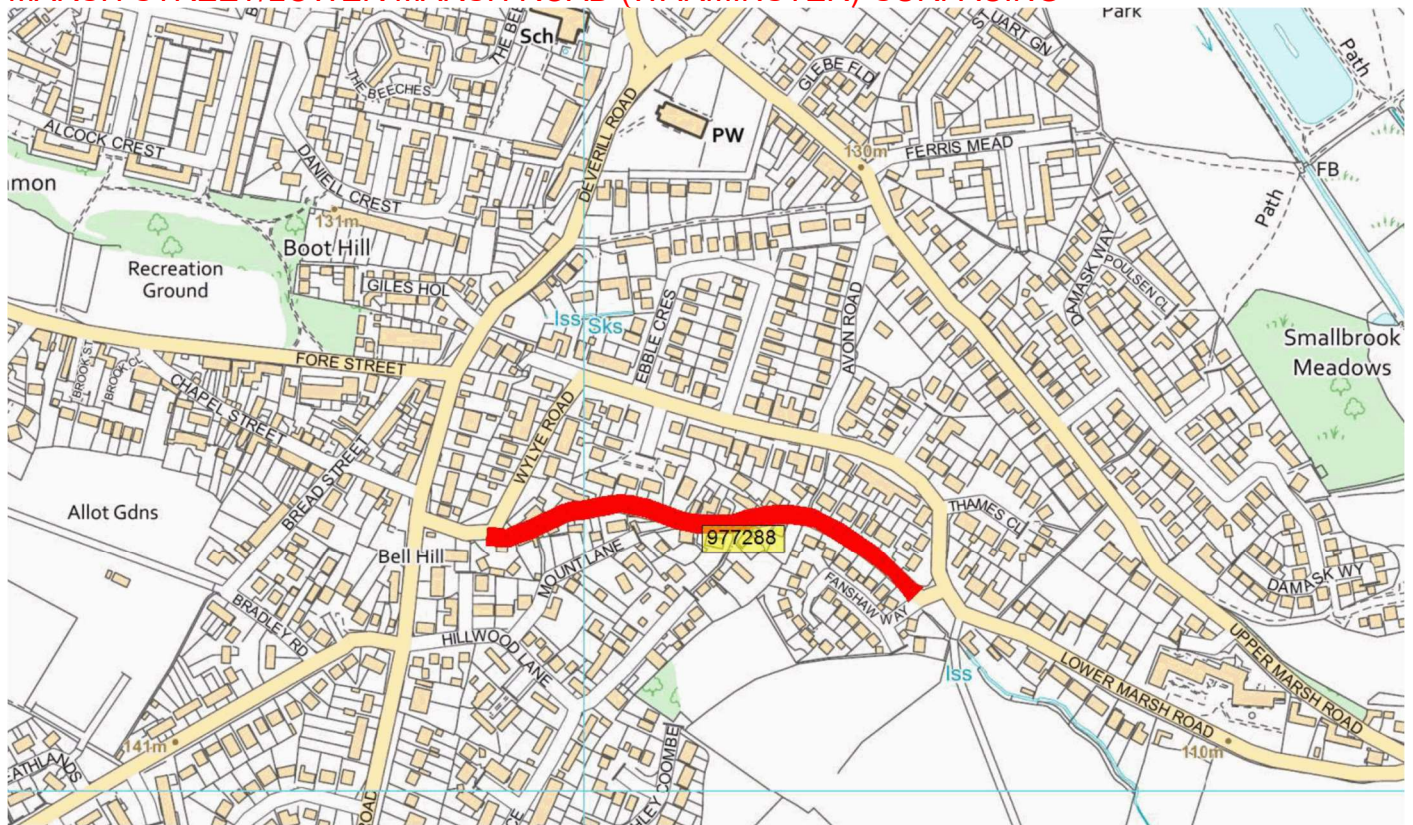 Park
Sch
THE BEECHES
GLEBE FLD
ALCOCK CREST
DEVERILL ROAD
PW
Path
130m
FERRIS MEAD
FB
DANIELL CREST
131m
Boot Hill
Path
Recreation
Ground
GILES HOL
DAMASK WAY
POULSEN CL
Iss
Sks
EBBLE CRES
AVON ROAD
Smallbrook
Meadows
FORE STREET
BROOK ST
BROOK CL
CHAPEL STREET
WYLYE ROAD
BREAD STREET
Allot Gdns
THAMES CL
977288
Bell Hill
MOUNT LANE
FANSHAW WAY
DAMASK WY
BRADLEY RD
HILLWOOD LANE
UPPER MARSH ROAD
LOWER MARSH ROAD
Iss
141m
110m
ROAD